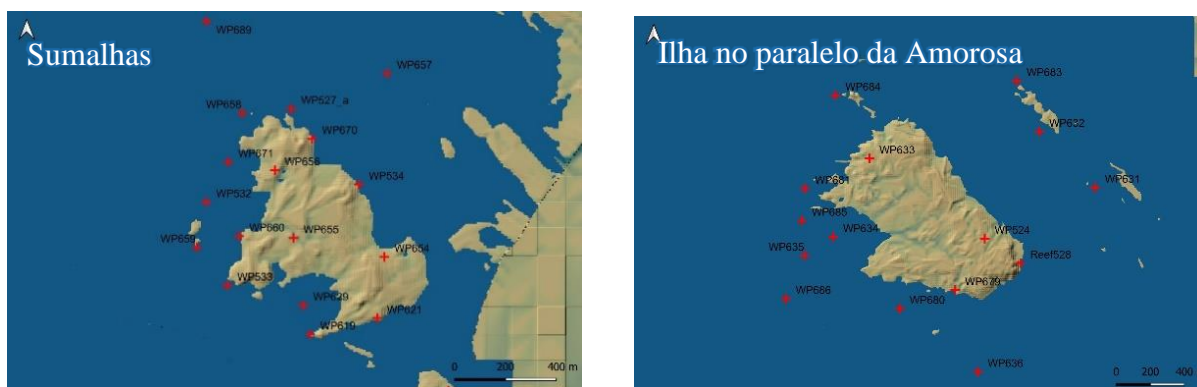 Sumalhas
WP689
WP657
WP658
WP527_a
WP670
WP671
WP656
WP534
WP532
WP660
WP655
WP659
WP654
WP533
WP629
WP621
WP619
0 200 400 m
Ilha no paralelo da Amorosa
WP683
WP684
WP632
WP633
WP681
WP631
WP685
WP634
WP524
WP635
Reef528
WP679
WP686
WP680
WP636
0 200 400